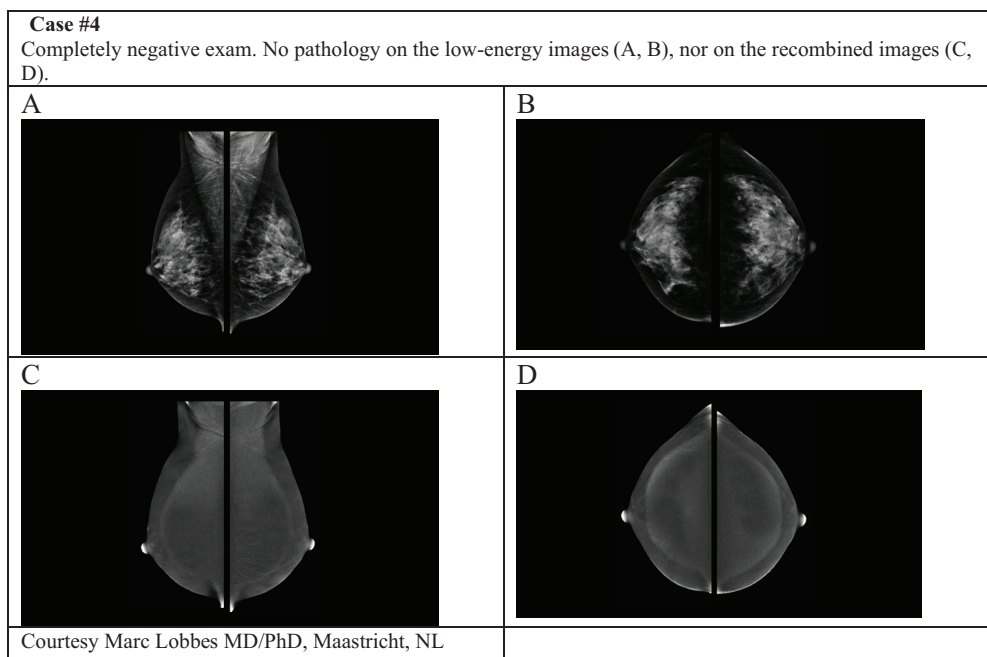 Case #4
Completely negative exam. No pathology on the low-energy images (A, B), nor on the recombined images (C,
D).
A
B
C
D
Courtesy Marc Lobbes MD/PhD, Maastricht, NL